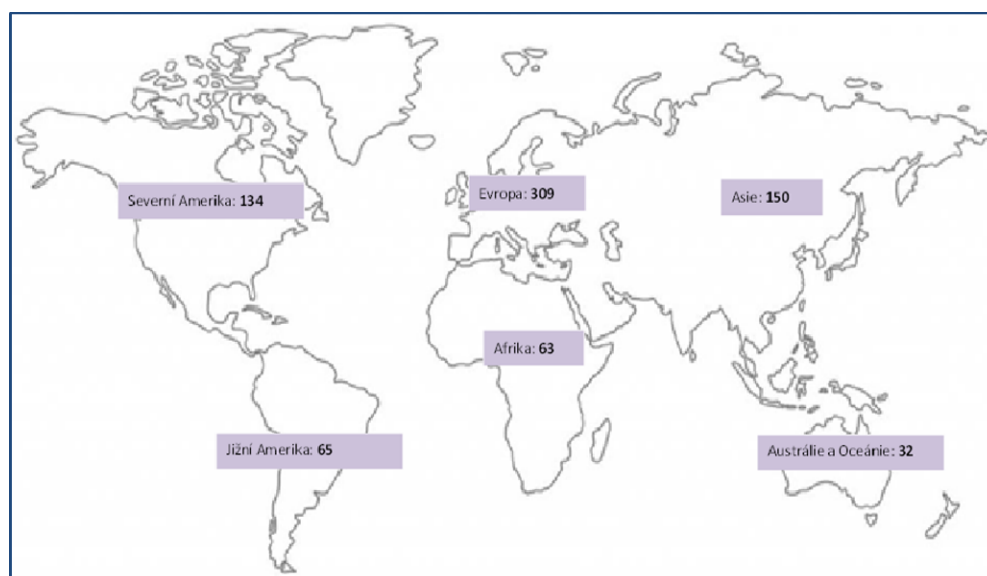 Severní Amerika: 134
Evropa: 309
Asie: 150
Afrika: 63
Jižní Amerika: 65
Austrálie a Oceánie: 32